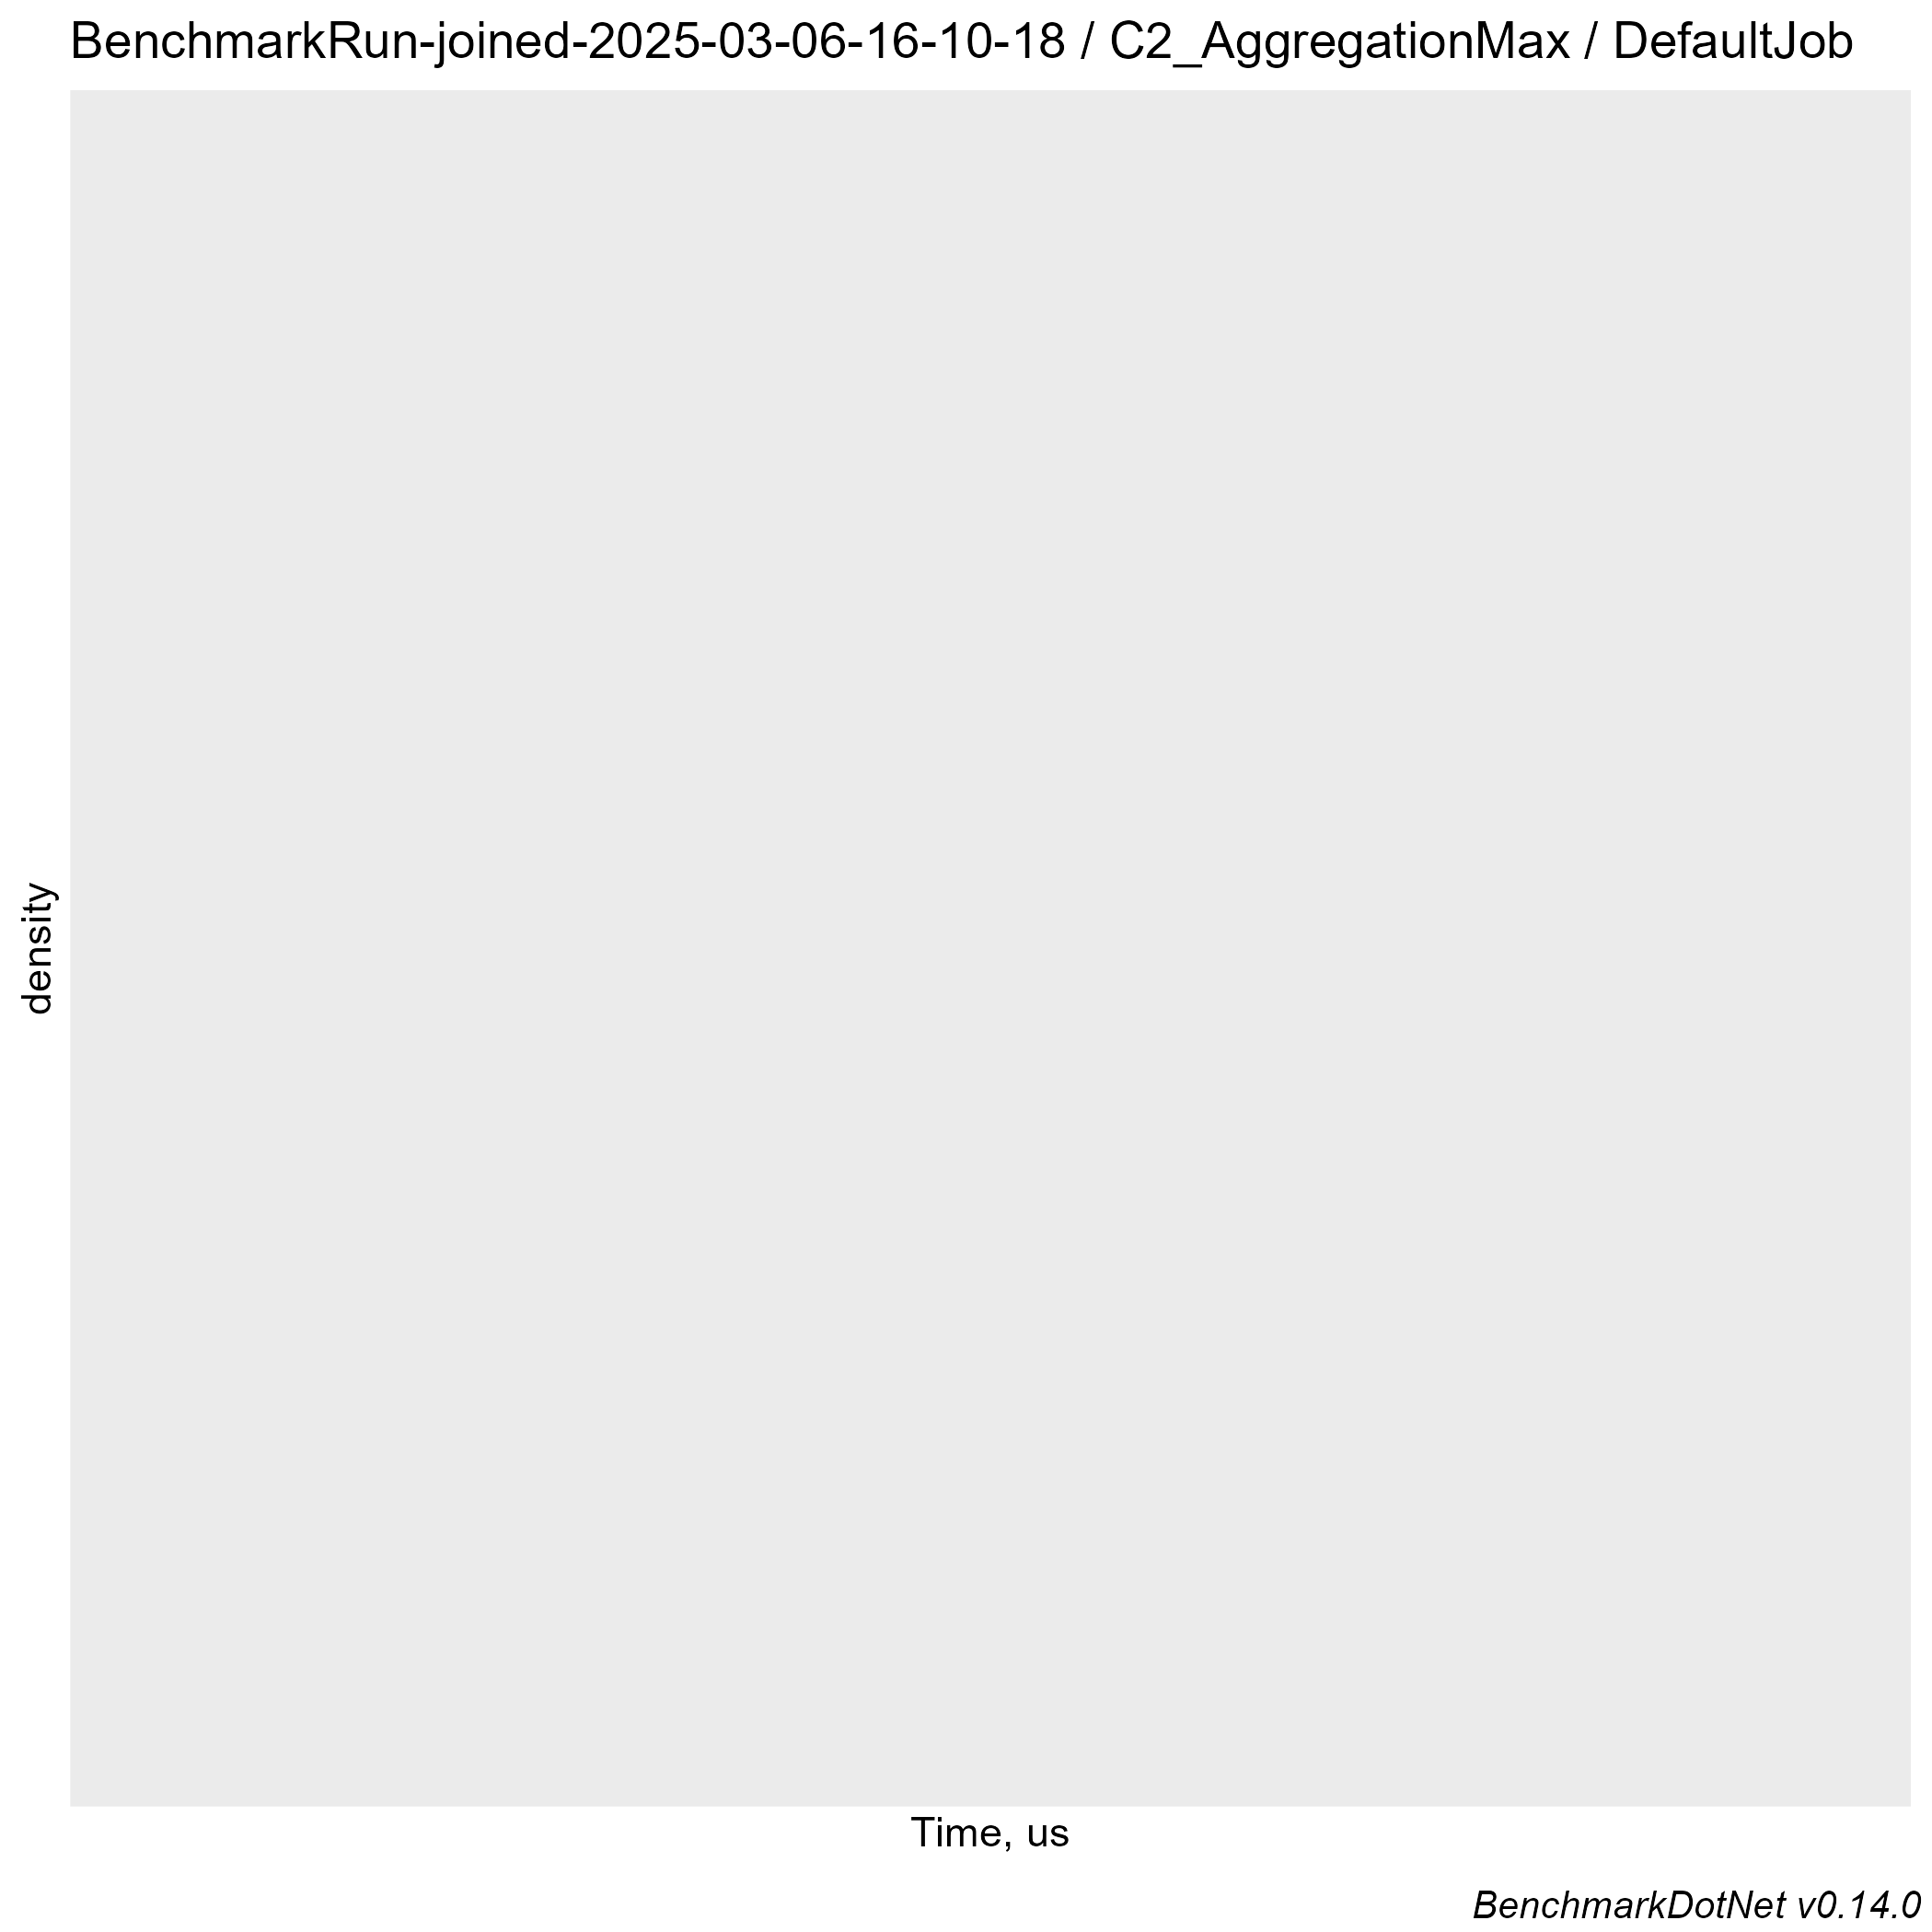 BenchmarkRun-joined-2025-03-06-16-10-18 / C2_AggregationMax / DefaultJob
density
Time, us
BenchmarkDotNet v0.14.0